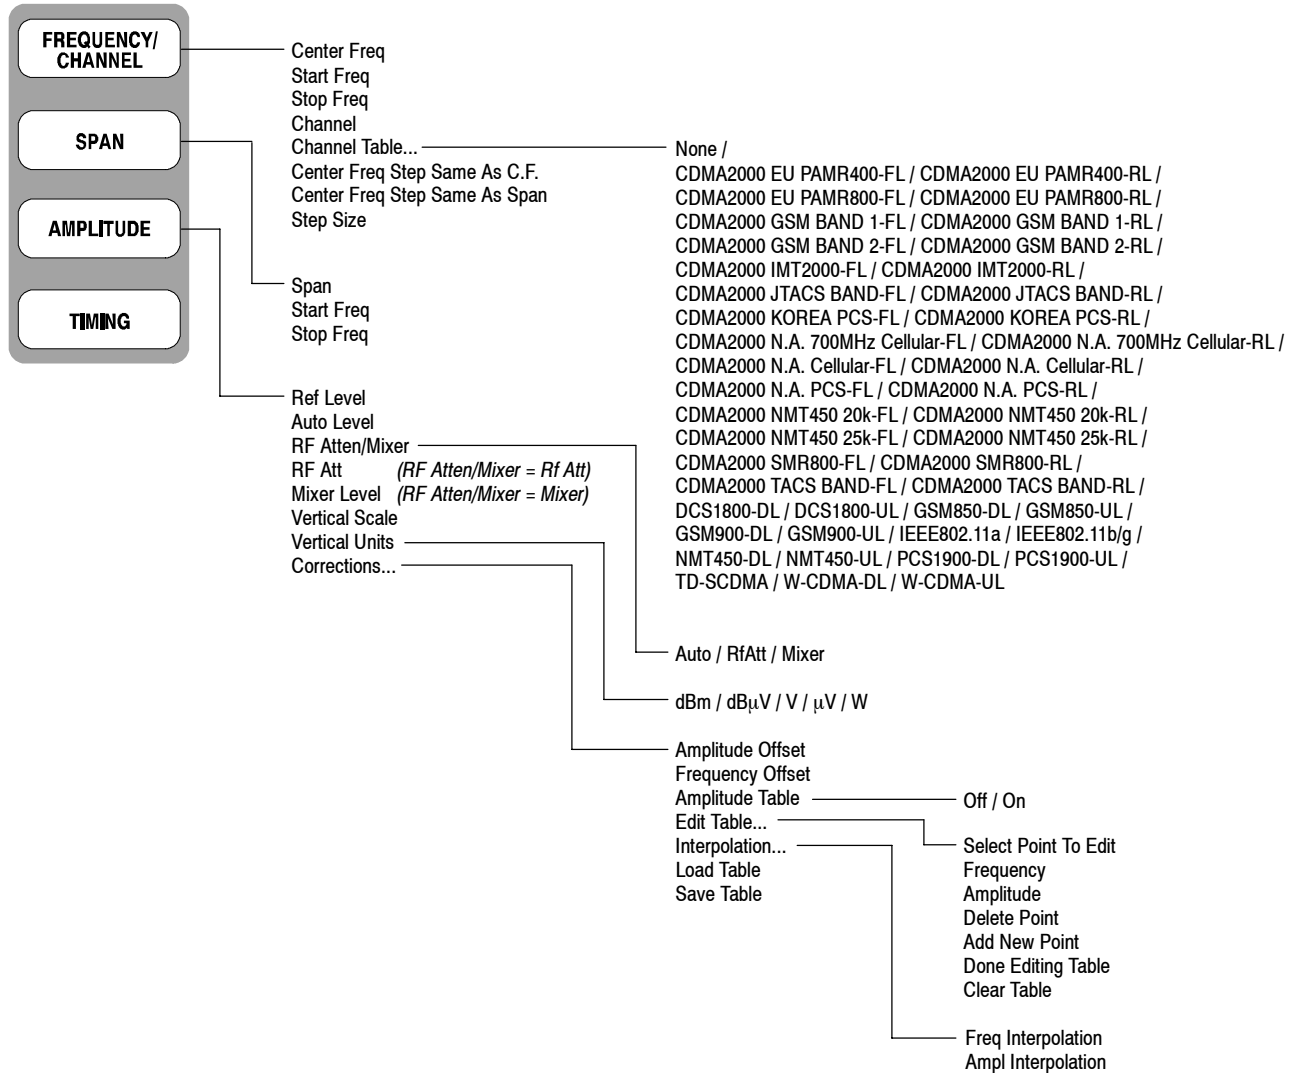 FREQUENCY/
CHANNEL
SPAN
AMPLITUDE
TIMING
Center Freq
Start Freq
Stop Freq
Channel
Channel Table...
Center Freq Step Same As C.F.
Center Freq Step Same As Span
Step Size
None /
CDMA2000 EU PAMR400-FL / CDMA2000 EU PAMR400-RL /
CDMA2000 EU PAMR800-FL / CDMA2000 EU PAMR800-RL /
CDMA2000 GSM BAND 1-FL / CDMA2000 GSM BAND 1-RL /
CDMA2000 GSM BAND 2-FL / CDMA2000 GSM BAND 2-RL /
CDMA2000 IMT2000-FL / CDMA2000 IMT2000-RL /
CDMA2000 JTACS BAND-FL / CDMA2000 JTACS BAND-RL /
CDMA2000 KOREA PCS-FL / CDMA2000 KOREA PCS-RL /
CDMA2000 N.A. 700MHz Cellular-FL / CDMA2000 N.A. 700MHz Cellular-RL /
CDMA2000 N.A. Cellular-FL / CDMA2000 N.A. Cellular-RL /
CDMA2000 N.A. PCS-FL / CDMA2000 N.A. PCS-RL /
CDMA2000 NMT450 20k-FL / CDMA2000 NMT450 20k-RL /
CDMA2000 NMT450 25k-FL / CDMA2000 NMT450 25k-RL /
CDMA2000 SMR800-FL / CDMA2000 SMR800-RL /
CDMA2000 TACS BAND-FL / CDMA2000 TACS BAND-RL /
DCS1800-DL / DCS1800-UL / GSM850-DL / GSM850-UL /
GSM900-DL / GSM900-UL / IEEE802.11a / IEEE802.11b/g /
NMT450-DL / NMT450-UL / PCS1900-DL / PCS1900-UL /
TD-SCDMA / W-CDMA-DL / W-CDMA-UL
Span
Start Freq
Stop Freq
Ref Level
Auto Level
RF Atten/Mixer
RF Att (RF Atten/Mixer = Rf Att)
Mixer Level (RF Atten/Mixer = Mixer)
Vertical Scale
Vertical Units
Corrections...
Auto / RfAtt / Mixer
dBm / dBμV / V / μV / W
Amplitude Offset
Frequency Offset
Amplitude Table
Edit Table...
Interpolation...
Load Table
Save Table
Off / On
Select Point To Edit
Frequency
Amplitude
Delete Point
Add New Point
Done Editing Table
Clear Table
Freq Interpolation
Ampl Interpolation